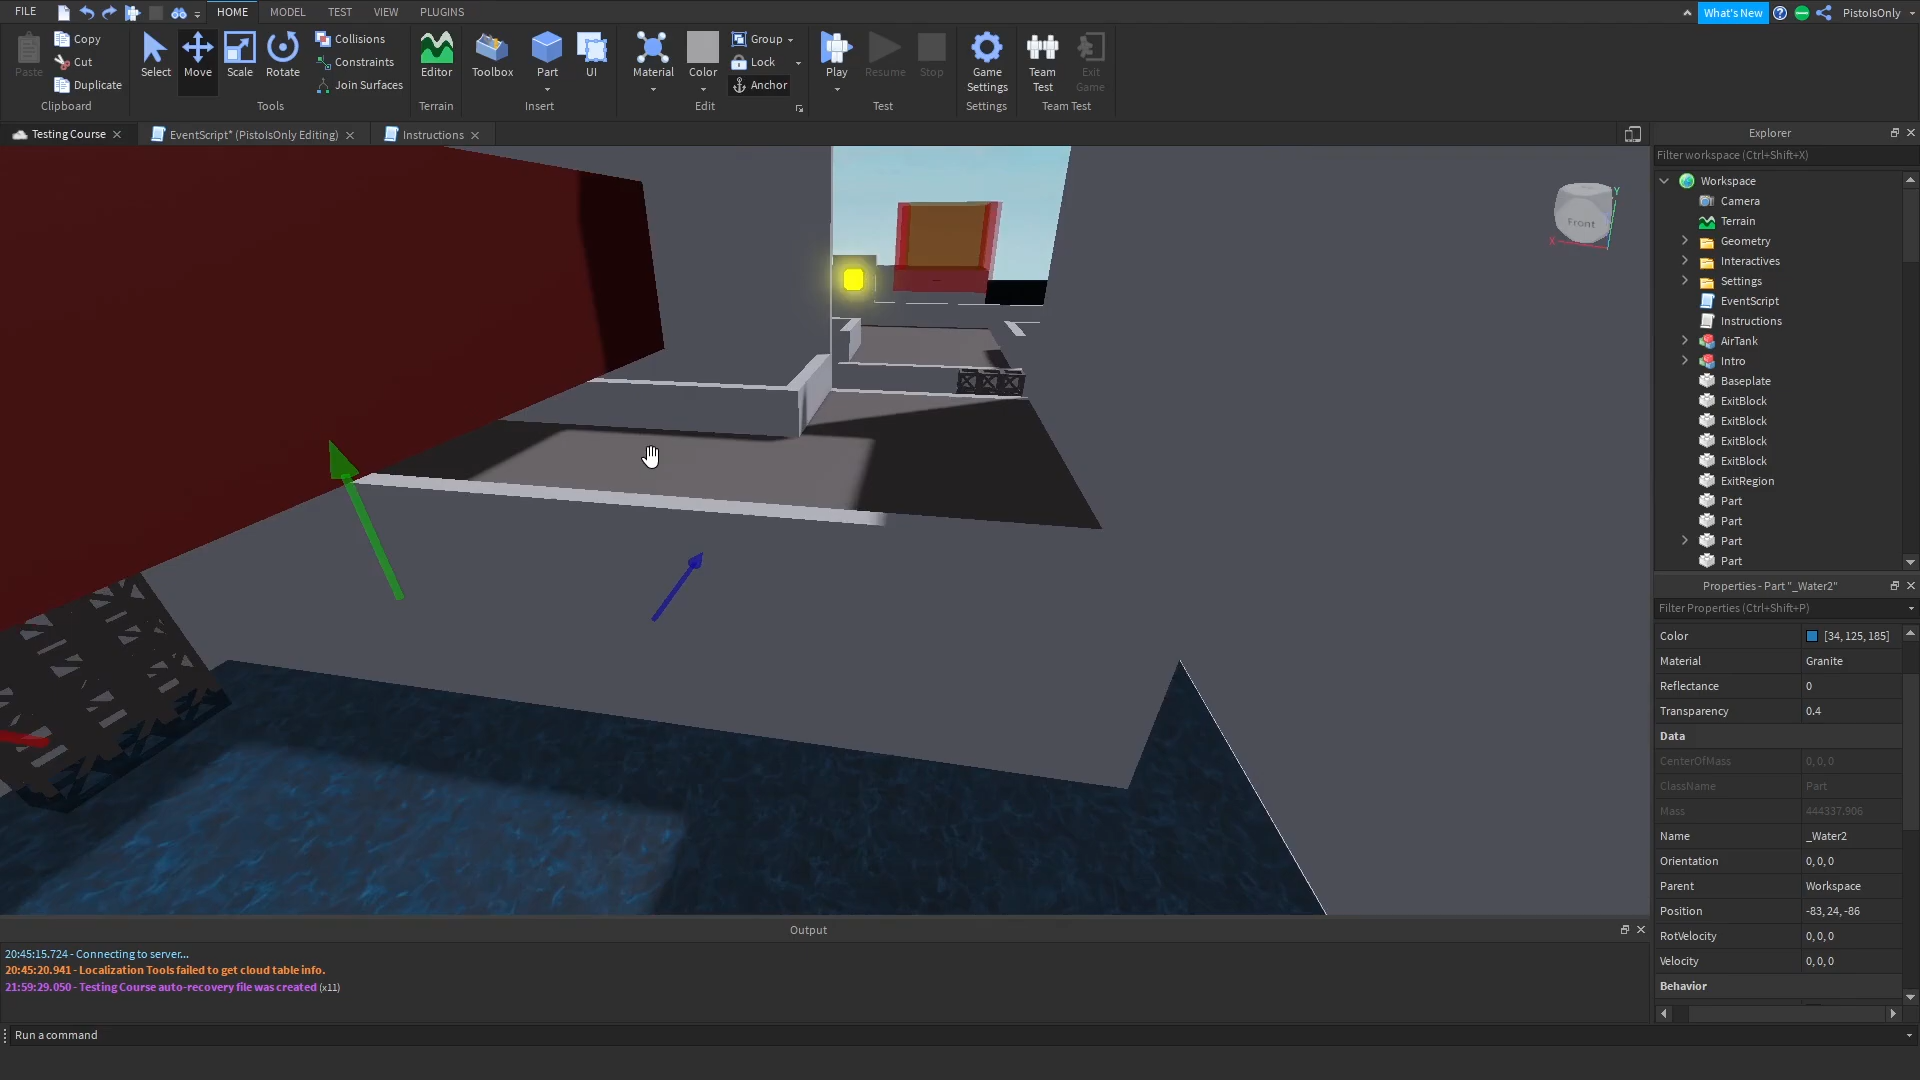 FILE HOME MODEL TEST VIEW PLUGINS What's New PistolsOnly
Paste Copy Cut Duplicate Clipboard
Select Move Scale Rotate Collisions Constraints Join Surfaces Tools
Editor Terrain
Toolbox Part UI Insert
Material Color Group Lock Anchor Edit
Play Resume Stop Test
Game Settings Settings
Team Test Exit Game Team Test
Testing Course EventScript* (PistolsOnly Editing) Instructions
Front
X
Y
Explorer
Filter workspace (Ctrl+Shift+X)
Workspace
Camera
Terrain
Geometry
Interactives
Settings
EventScript
Instructions
AirTank
Intro
Baseplate
ExitBlock
ExitBlock
ExitBlock
ExitBlock
ExitRegion
Part
Part
Part
Part
Properties - Part "_Water2"
Filter Properties (Ctrl+Shift+P)
Color [34, 125, 185]
Material Granite
Reflectance 0
Transparency 0.4
Data
CenterOfMass 0, 0, 0
ClassName Part
Mass 444337.906
Name _Water2
Orientation 0, 0, 0
Parent Workspace
Position -83, 24, -86
RotVelocity 0, 0, 0
Velocity 0, 0, 0
Behavior
Output
20:45:15.724 - Connecting to server...
20:45:20.941 - Localization Tools failed to get cloud table info.
21:59:29.050 - Testing Course auto-recovery file was created (x11)
Run a command